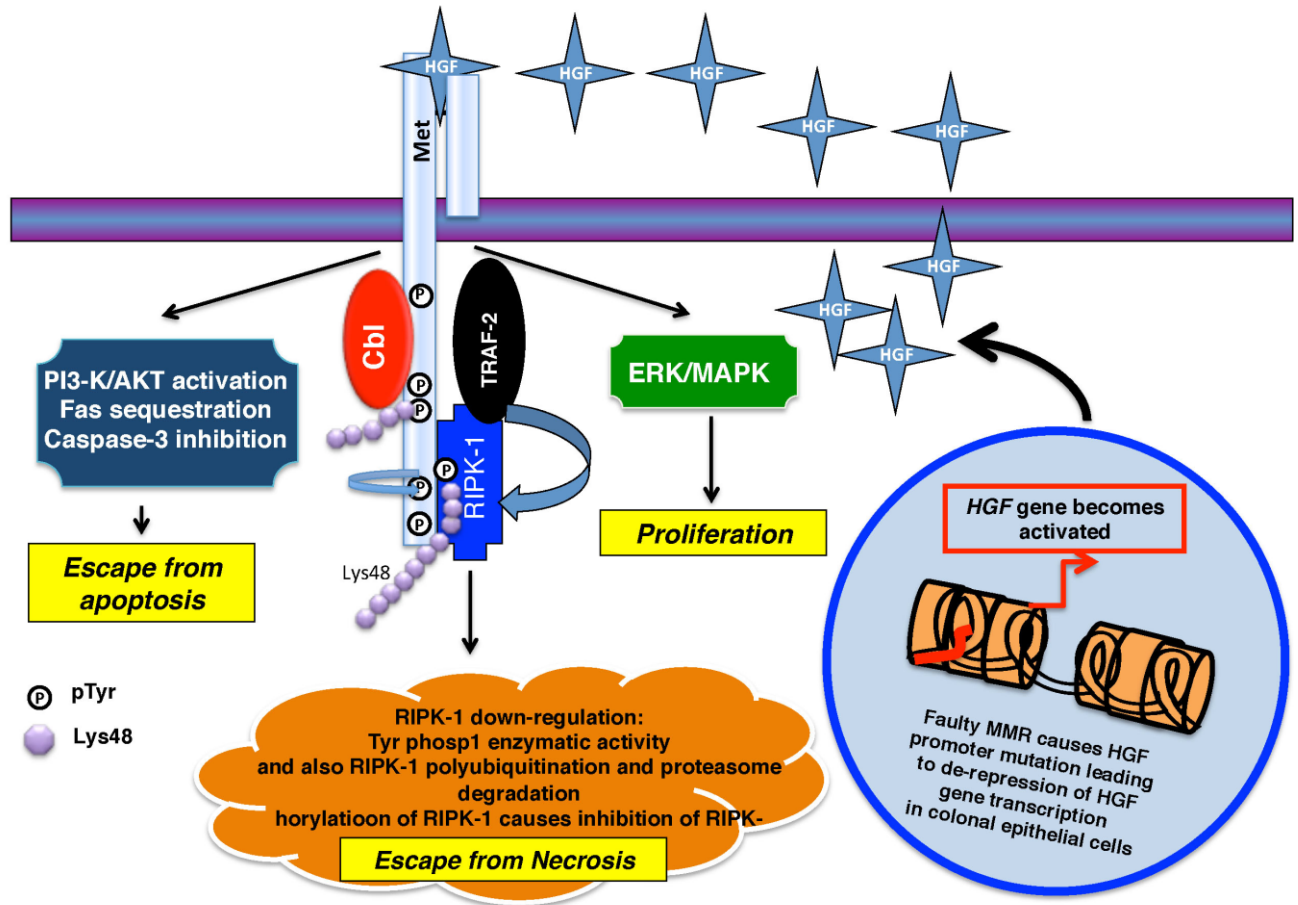 HGF
HGF
HGF
HGF
HGF
Met
HGF
HGF
HGF
P
Cbl
TRAF-2
P
P
P
RIPK-1
P
P
Lys48
PI3-K/AKT activation
Fas sequestration
Caspase-3 inhibition
Escape from
apoptosis
ERK/MAPK
Proliferation
P pTyr
Lys48
RIPK-1 down-regulation:
Tyr phosp1 enzymatic activity
and also RIPK-1 polyubiquitination and proteasome
degradation
horylatioon of RIPK-1 causes inhibition of RIPK-
Escape from Necrosis
HGF gene becomes
activated
Faulty MMR causes HGF
promoter mutation leading
to de-repression of HGF
gene transcription
in colonal epithelial cells